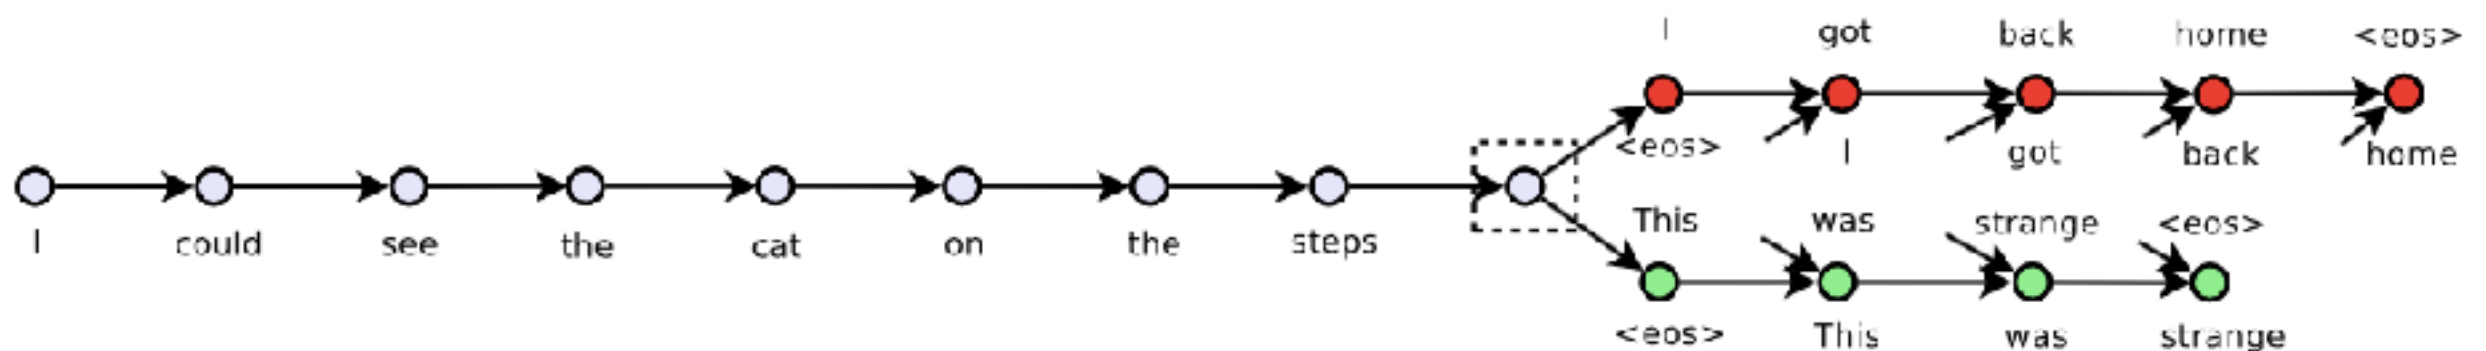 I got back home <eos>
<eos> I got back home
I could see the cat on the steps
This was strange <eos>
<eos> This was strange